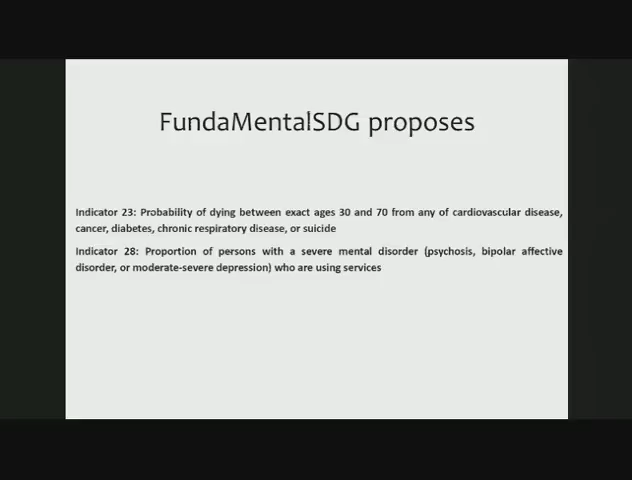 FundaMentalSDG proposes
Indicator 23: Probability of dying between exact ages 30 and 70 from any of cardiovascular disease,
cancer, diabetes, chronic respiratory disease, or suicide
Indicator 28: Proportion of persons with a severe mental disorder (psychosis, bipolar affective
disorder, or moderate-severe depression) who are using services